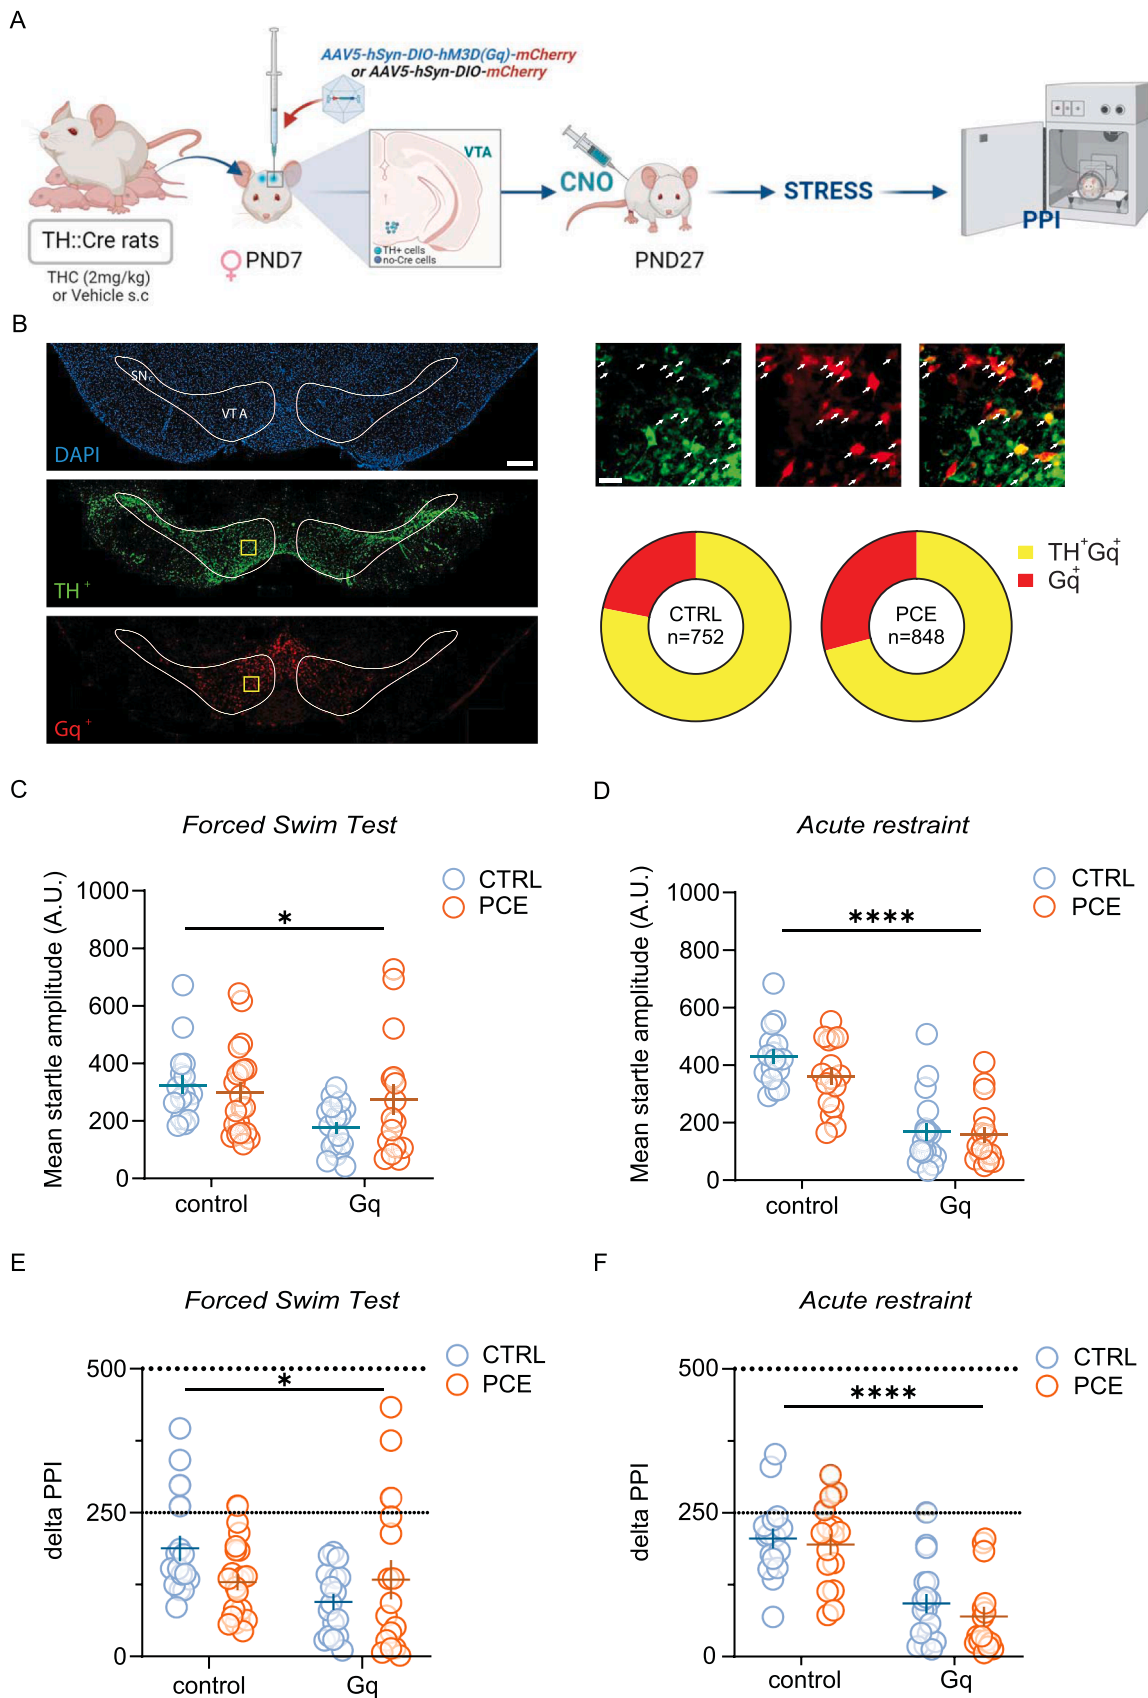 A
AAV5-hSyn-DIO-hM3D(Gq)-mCherry
or AAV5-hSyn-DIO-mCherry
VTA
TH+ cells
no-Cre cells
TH::Cre rats
THC (2mg/kg)
or Vehicle s.c
♀PND7
CNO
PND27
STRESS
PPI
B
SNc
VTA
DAPI
TH+
Gq+
CTRL
n=752
PCE
n=848
TH+Gq+
Gq+
C
Forced Swim Test
Mean startle amplitude (A.U.)
1000
800
600
400
200
0
*
CTRL
PCE
control
Gq
D
Acute restraint
Mean startle amplitude (A.U.)
1000
800
600
400
200
0
****
CTRL
PCE
control
Gq
E
Forced Swim Test
delta PPI
500
250
0
*
CTRL
PCE
control
Gq
F
Acute restraint
delta PPI
500
250
0
****
CTRL
PCE
control
Gq